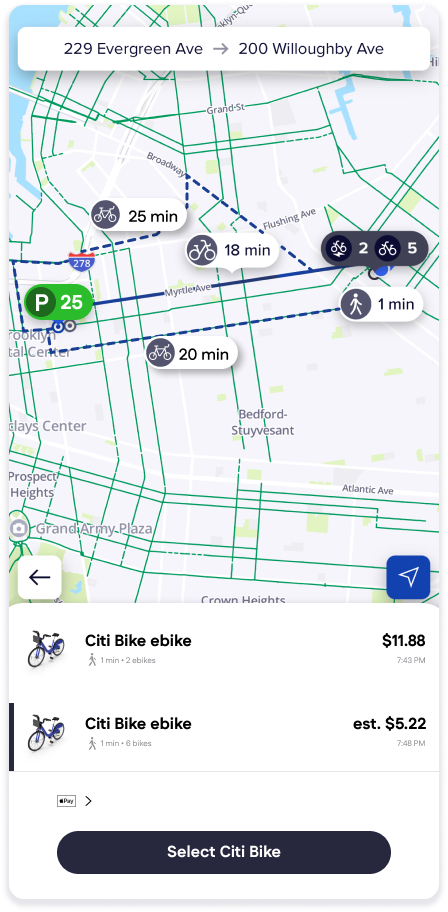 229 Evergreen Ave → 200 Willoughby Ave
Grand St
Broadway
25 min
Flushing Ave
2 5
18 min
278
P 25
Myrtle Ave
1 min
rooklyn
tal Center
20 min
Bedford-
Stuyvesant
clays Center
Prospect
Heights
Atlantic Ave
Grand Army Plaza
Crown Heights
Citi Bike ebike $11.88
1 min • 2 ebikes 7:43 PM
Citi Bike ebike est. $5.22
1 min • 6 bikes 7:48 PM
Pay
Select Citi Bike